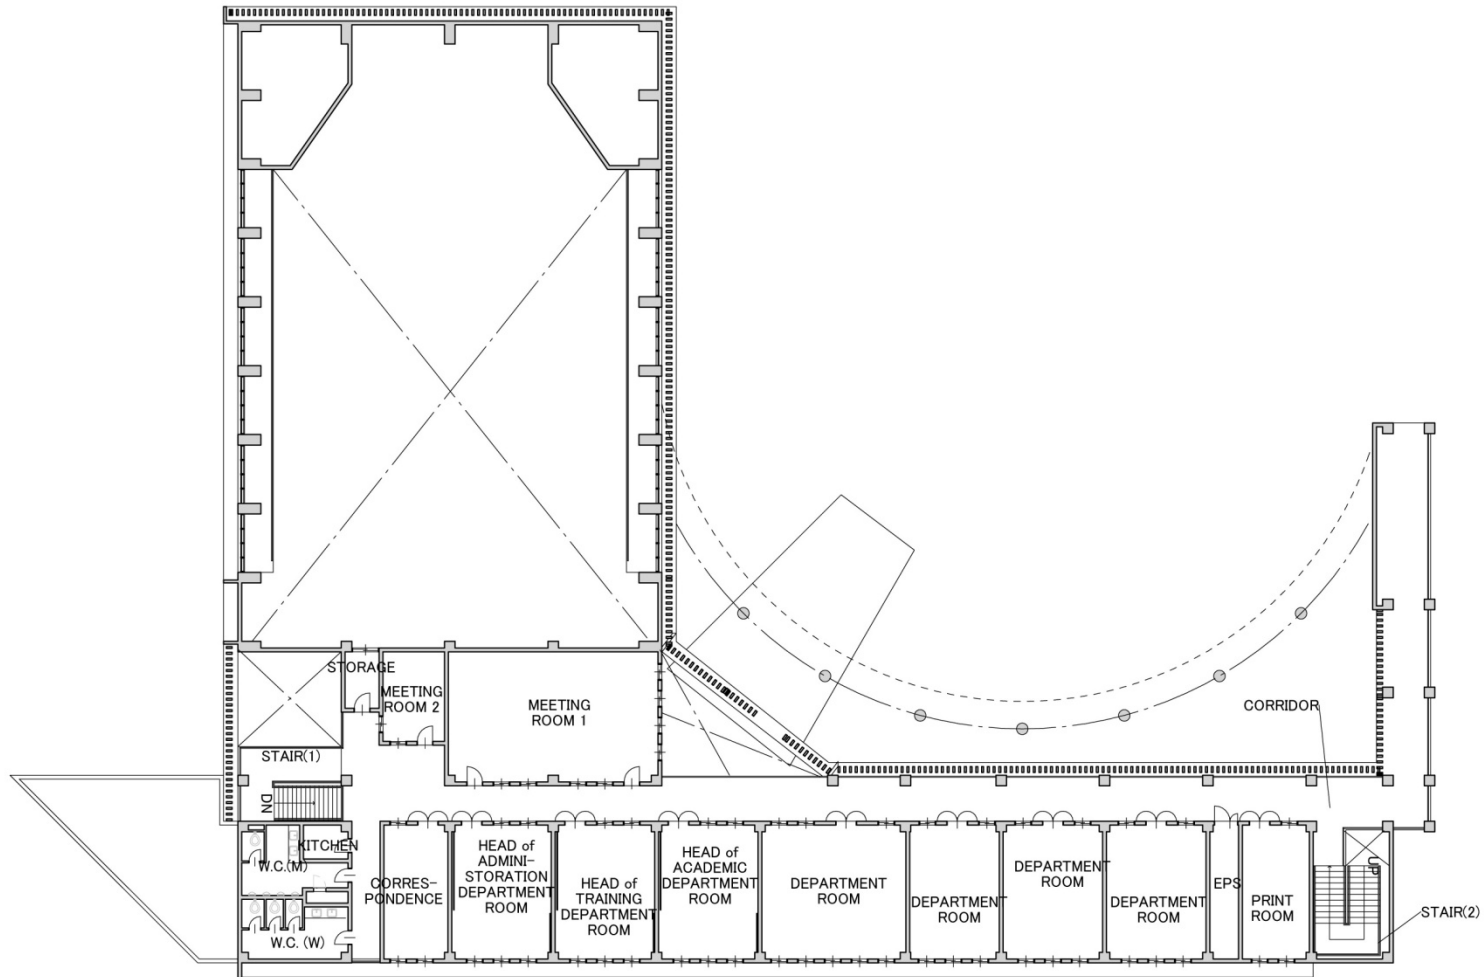 STORAGE
MEETING
ROOM 2
MEETING
ROOM 1
CORRIDOR
STAIR(1)
DN
KITCHEN
W.C.(M)
W.C. (W)
CORRES-
PONDENCE
HEAD of
ADMINI-
STORATION
DEPARTMENT
ROOM
HEAD of
TRAINING
DEPARTMENT
ROOM
HEAD of
ACADEMIC
DEPARTMENT
ROOM
DEPARTMENT
ROOM
DEPARTMENT
ROOM
DEPARTMENT
ROOM
DEPARTMENT
ROOM
EPS
PRINT
ROOM
UP
STAIR(2)